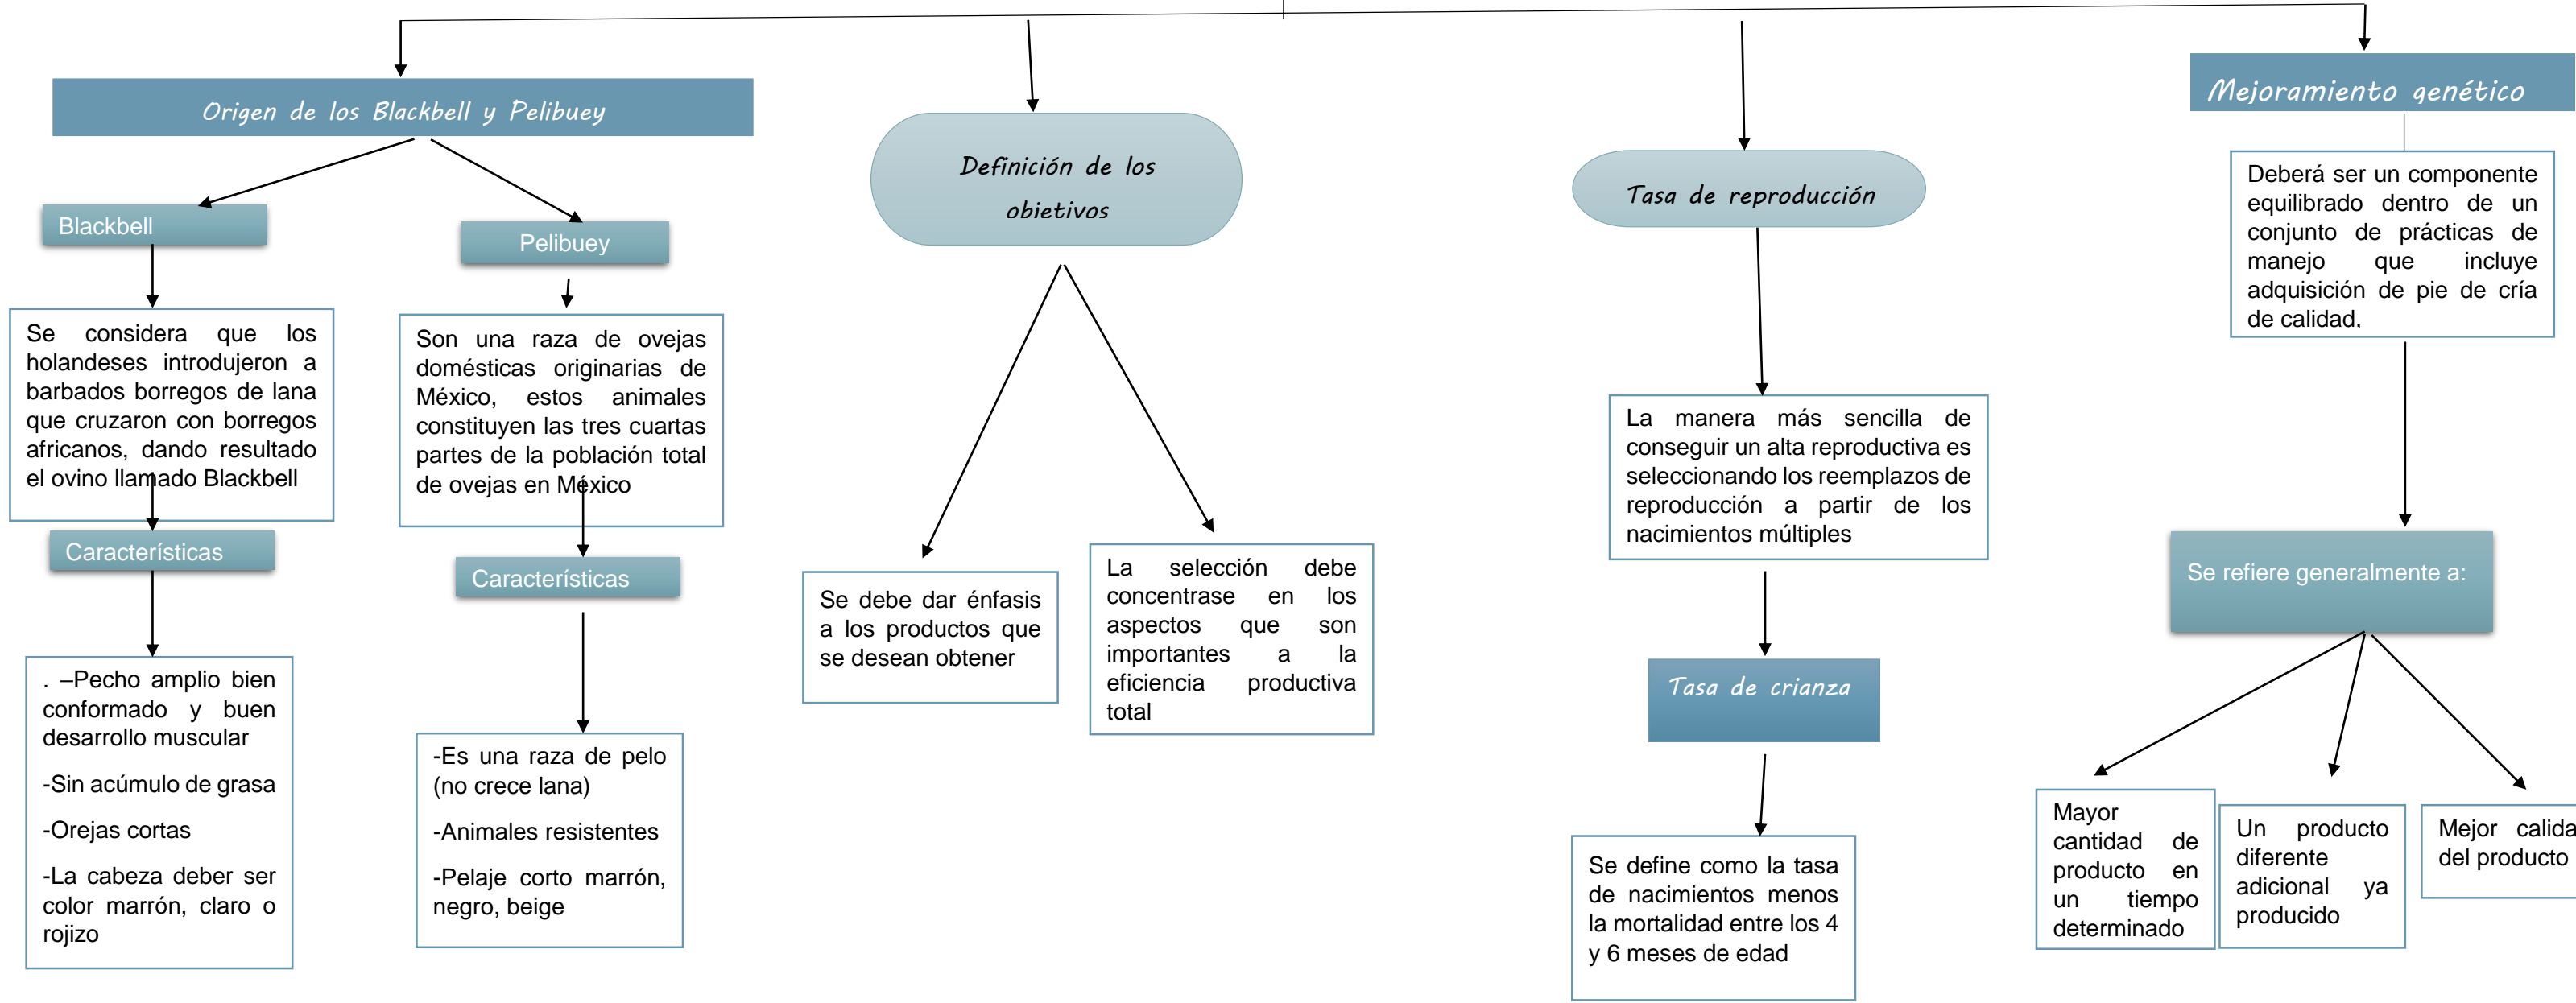 Origen de los Blackbell y Pelibuey
Blackbell
Se considera que los
holandeses introdujeron a
barbados borregos de lana
que cruzaron con borregos
africanos, dando resultado
el ovino llamado Blackbell
Características
. –Pecho amplio bien
conformado y buen
desarrollo muscular
-Sin acúmulo de grasa
-Orejas cortas
-La cabeza deber ser
color marrón, claro o
rojizo
Pelibuey
Son una raza de ovejas
domésticas originarias de
México, estos animales
constituyen las tres cuartas
partes de la población total
de ovejas en México
Características
-Es una raza de pelo
(no crece lana)
-Animales resistentes
-Pelaje corto marrón,
negro, beige
Definición de los
objetivos
Se debe dar énfasis
a los productos que
se desean obtener
La selección debe
concentrase en los
aspectos que son
importantes a la
eficiencia productiva
total
Tasa de reproducción
La manera más sencilla de
conseguir un alta reproductiva es
seleccionando los reemplazos de
reproducción a partir de los
nacimientos múltiples
Tasa de crianza
Se define como la tasa
de nacimientos menos
la mortalidad entre los 4
y 6 meses de edad
Mejoramiento genético
Deberá ser un componente
equilibrado dentro de un
conjunto de prácticas de
manejo que incluye
adquisición de pie de cría
de calidad,
Se refiere generalmente a:
Mayor
cantidad de
producto en
un tiempo
determinado
Un producto
diferente
adicional ya
producido
Mejor calida
del producto